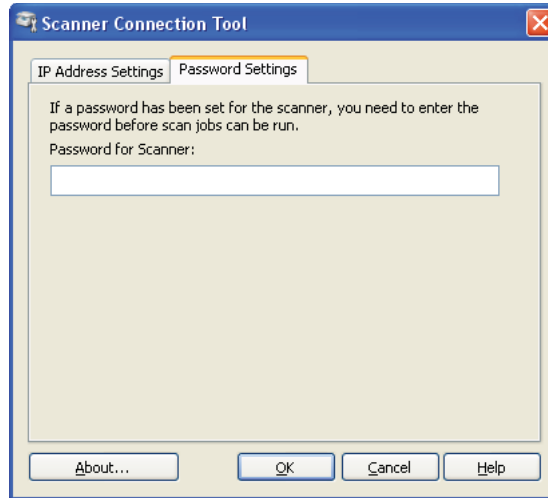 Scanner Connection Tool
IP Address Settings
Password Settings
If a password has been set for the scanner, you need to enter the
password before scan jobs can be run.
Password for Scanner:
About...
OK
Cancel
Help